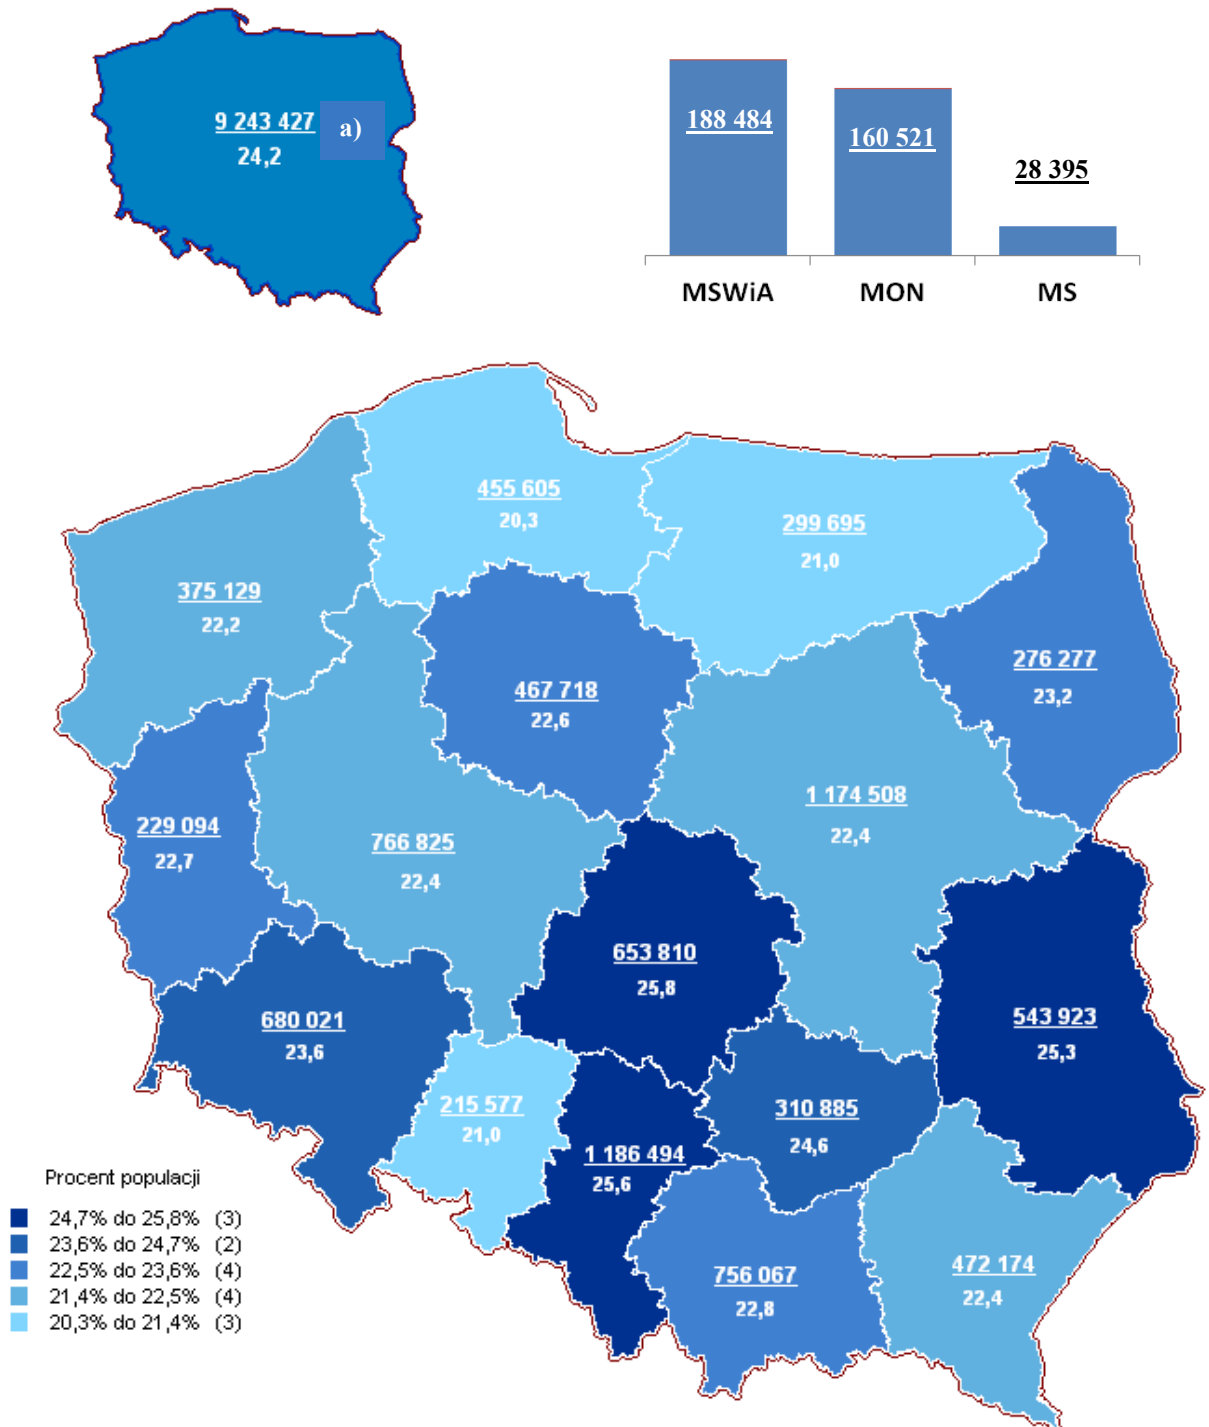 9 243 427
a)
24,2
188 484
160 521
28 395
MSWiA
MON
MS
455 605
20,3
299 695
21,0
375 129
22,2
276 277
23,2
467 718
22,6
1 174 508
22,4
229 094
22,7
766 825
22,4
653 810
25,8
680 021
23,6
543 923
25,3
215 577
21,0
310 885
24,6
1 186 494
25,6
756 067
22,8
472 174
22,4
Procent populacji
24,7% do 25,8% (3)
23,6% do 24,7% (2)
22,5% do 23,6% (4)
21,4% do 22,5% (4)
20,3% do 21,4% (3)